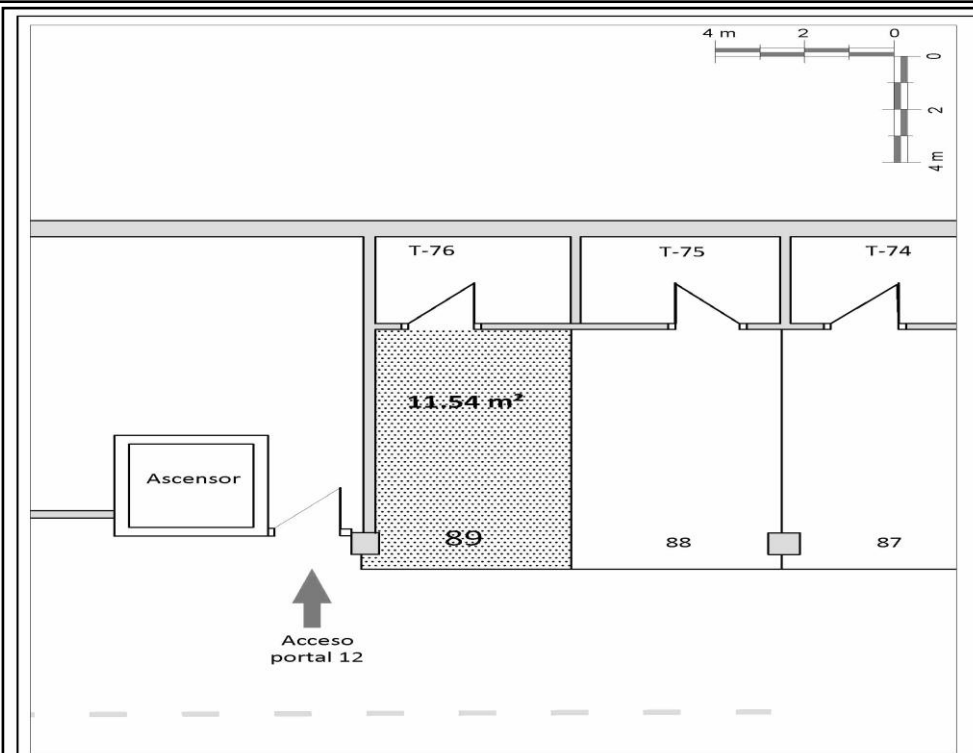 4 m 2 0
0
2
4 m
T-76 T-75 T-74
11.54 m²
Ascensor
89 88 87
Acceso
portal 12